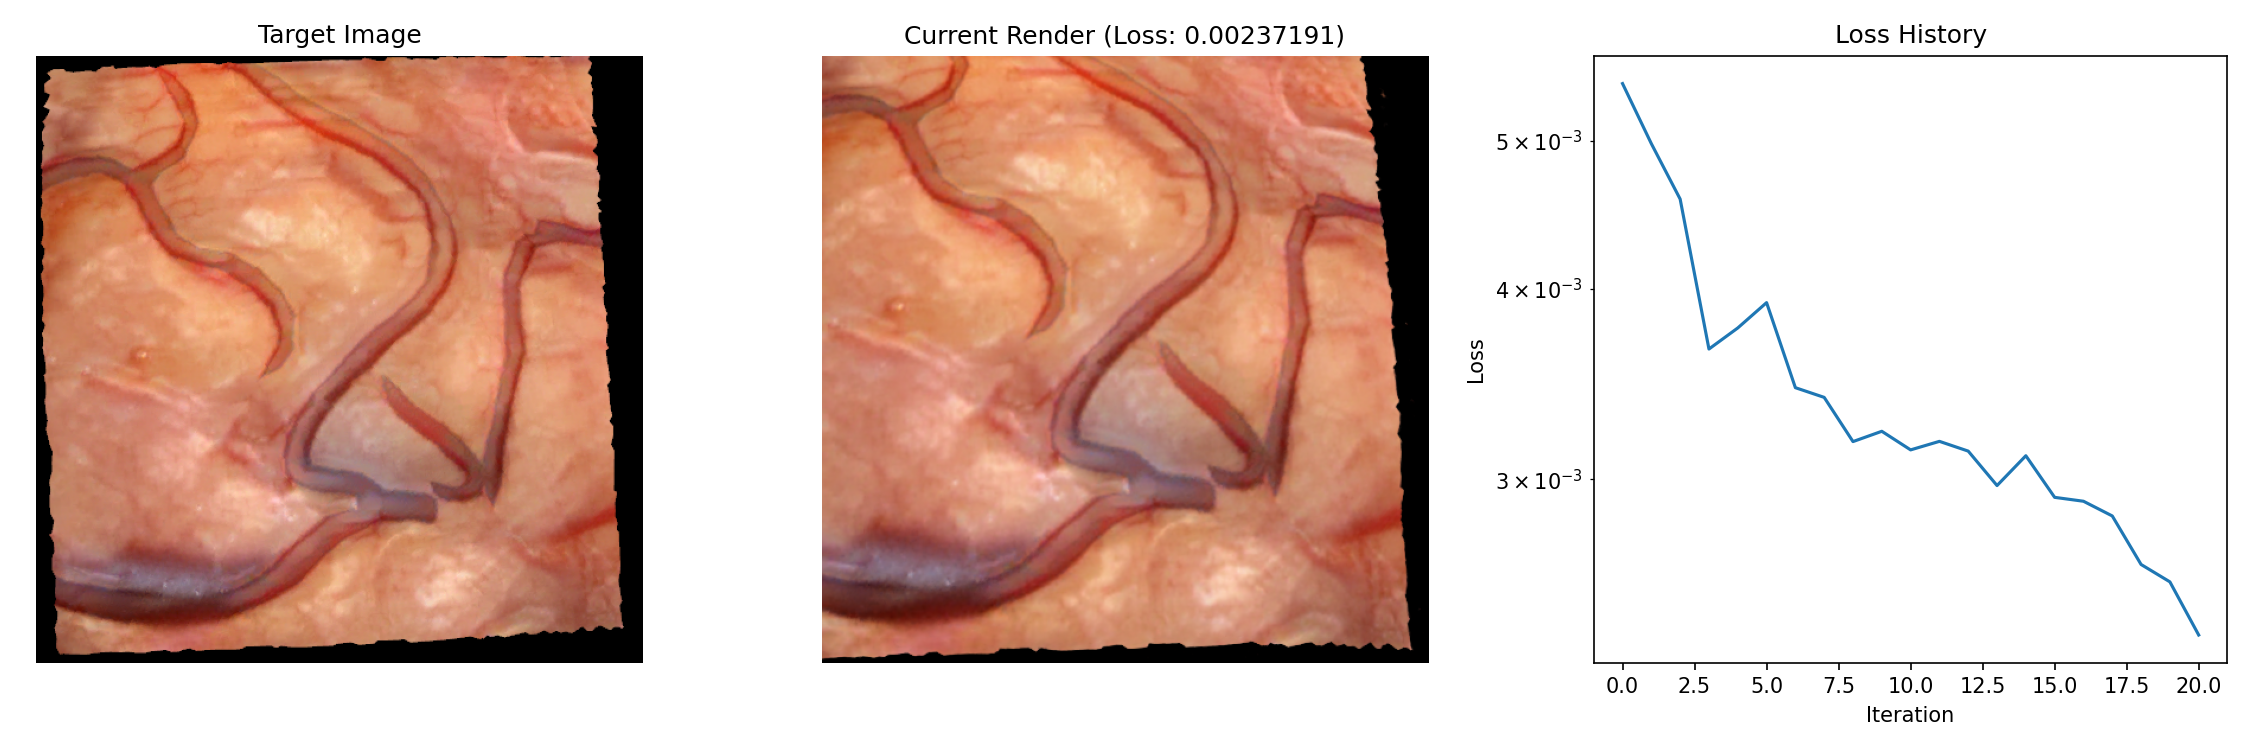 Target Image
Current Render (Loss: 0.00237191)
Loss History
5 × 10⁻³
4 × 10⁻³
3 × 10⁻³
Loss
0.0 2.5 5.0 7.5 10.0 12.5 15.0 17.5 20.0
Iteration